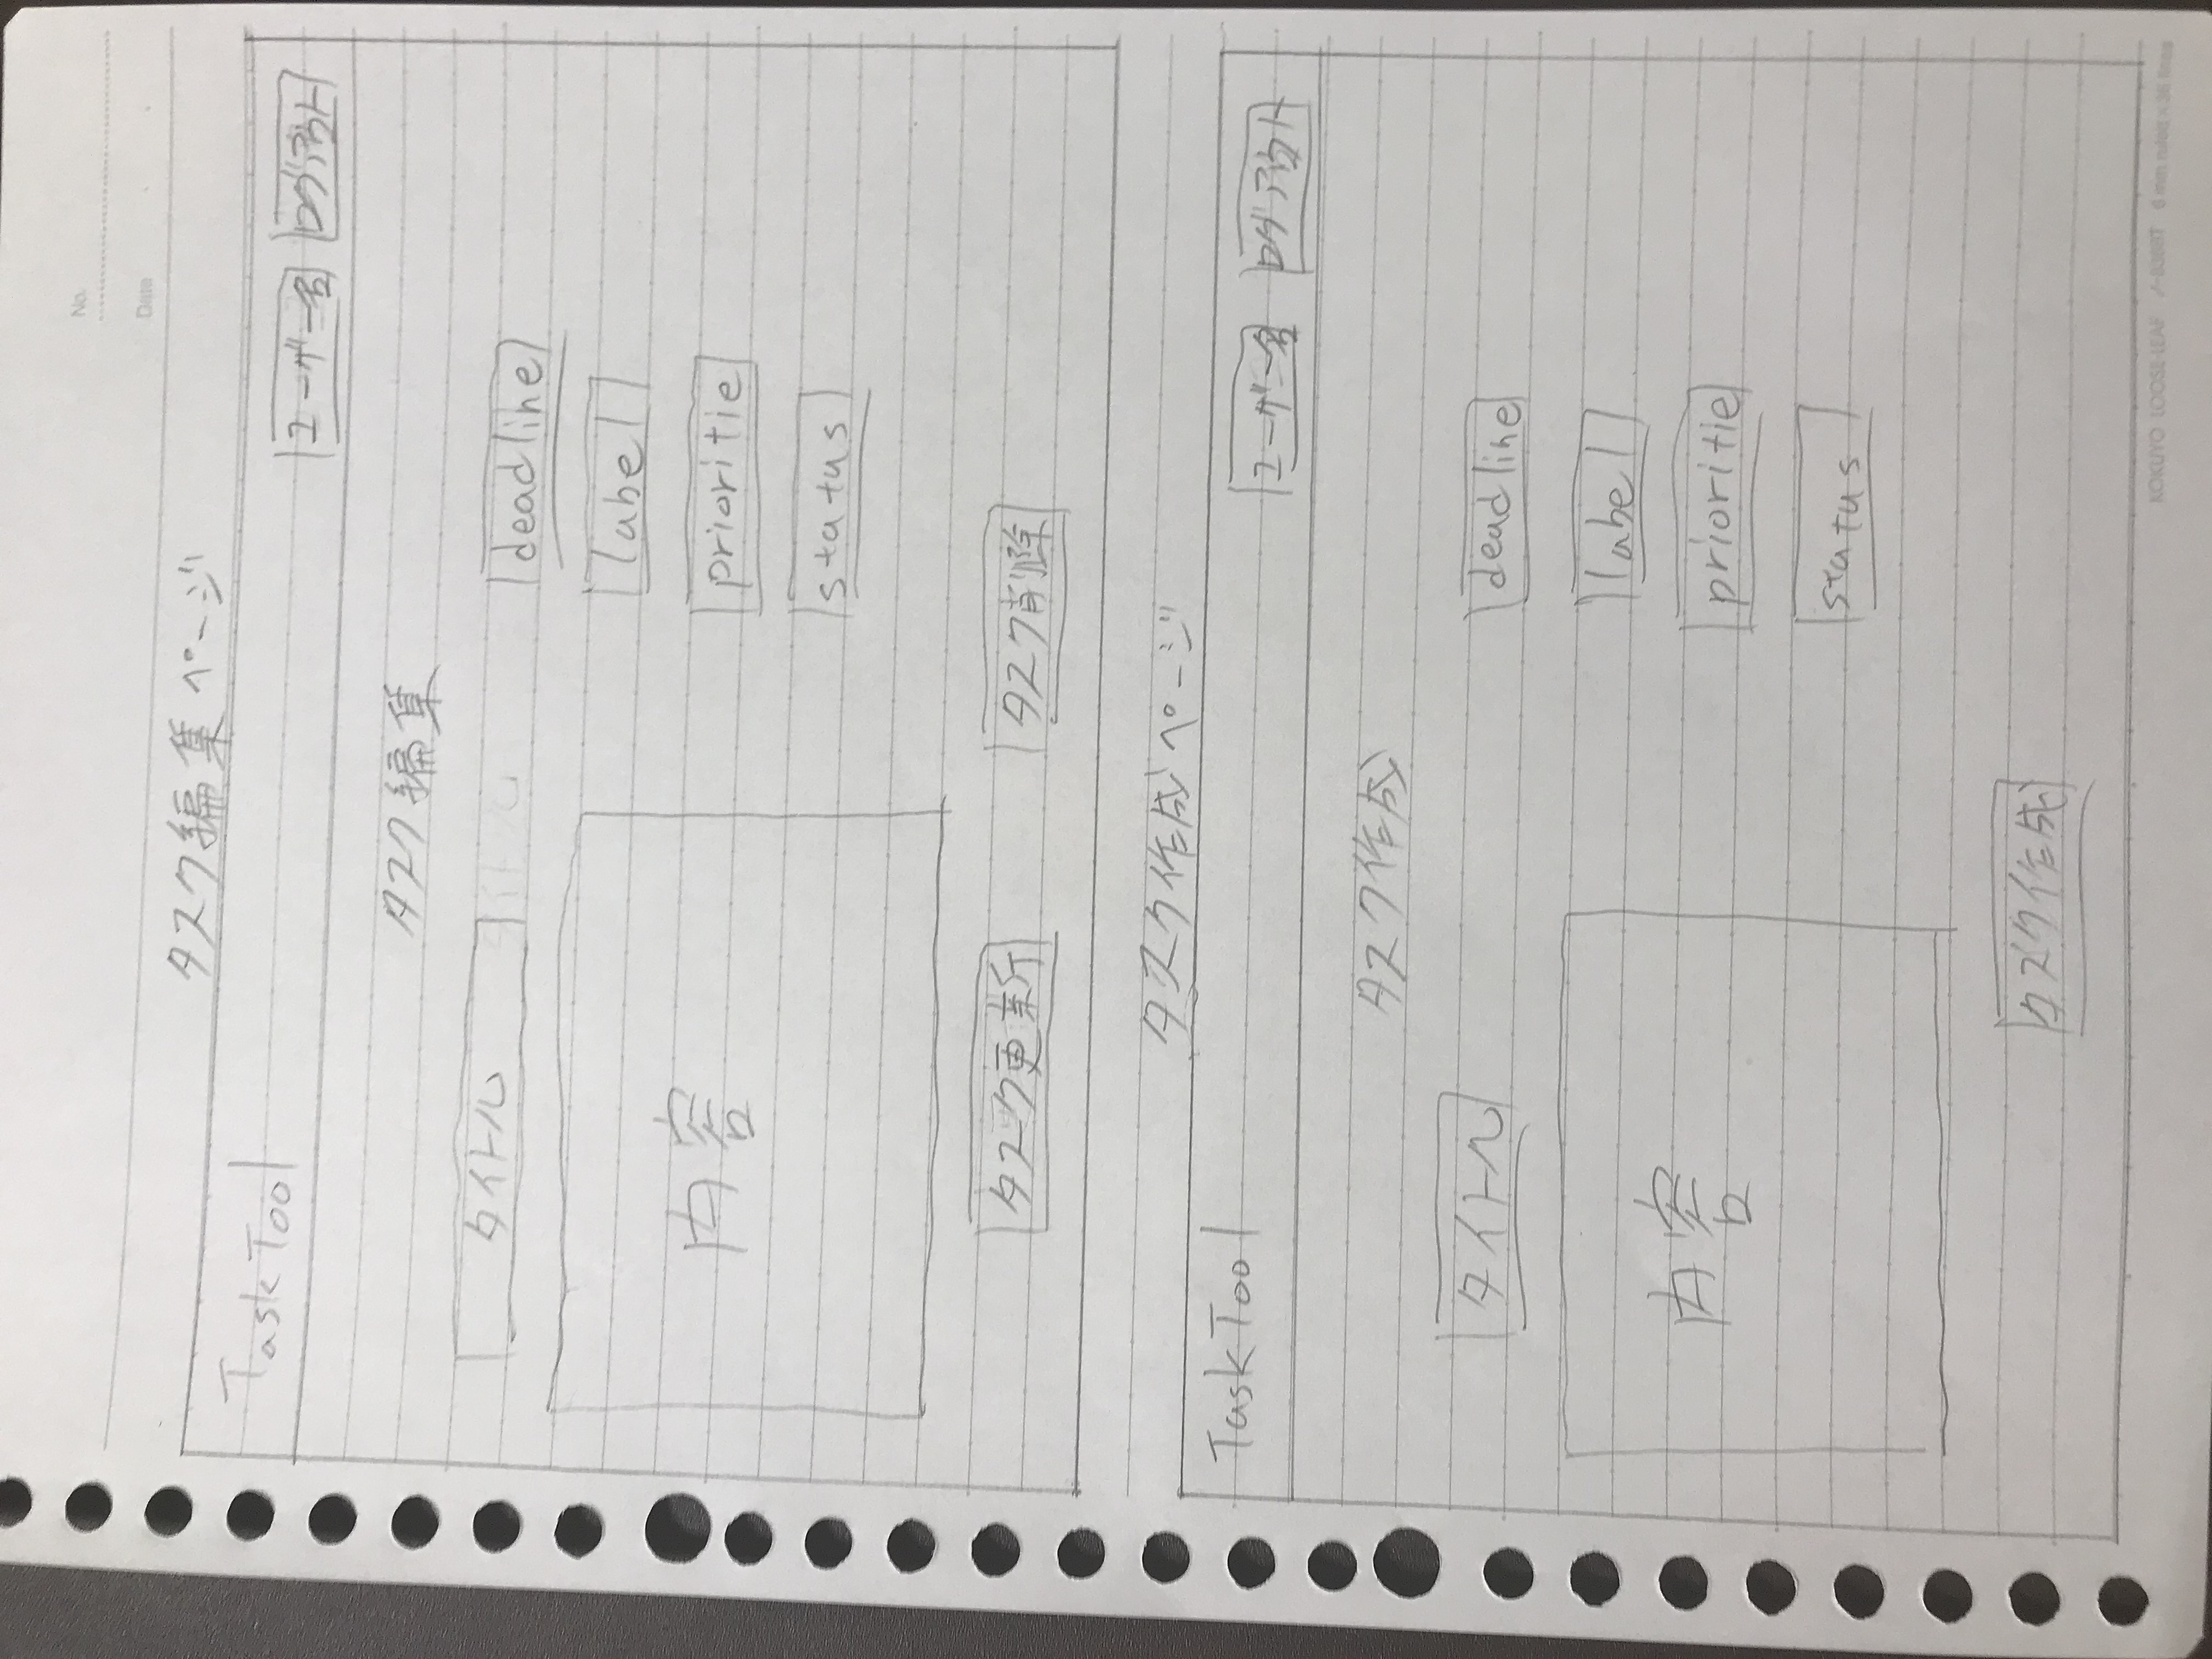 No.
Date
タスク編集ページ
TaskTool ユーザー名 ログアウト
タスク編集
タイトル タイトル deadline
label
内容 prioritie
status
タスク更新 タスク削除
タスク作成ページ
TaskTool ユーザー名 ログアウト
タスク作成
タイトル deadline
label
内容 prioritie
status
タスク作成
KOKUYO LOOSE-LEAF ノ-836BT 6 mm ruled × 36 lines